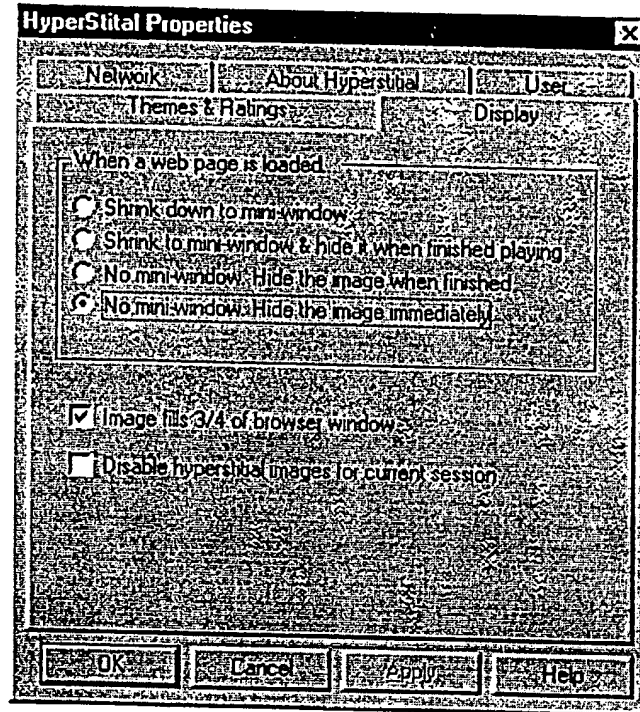 HyperStital Properties
Network About Hyperstitial User
Themes & Ratings Display
When a web page is loaded
Shrink down to mini-window
Shrink to mini-window & hide it when finished playing
No mini-window. Hide the image when finished
No mini-window. Hide the image immediately
Image fills 3/4 of browser window
Disable hyperstitial images for current session
OK Cancel Apply Help